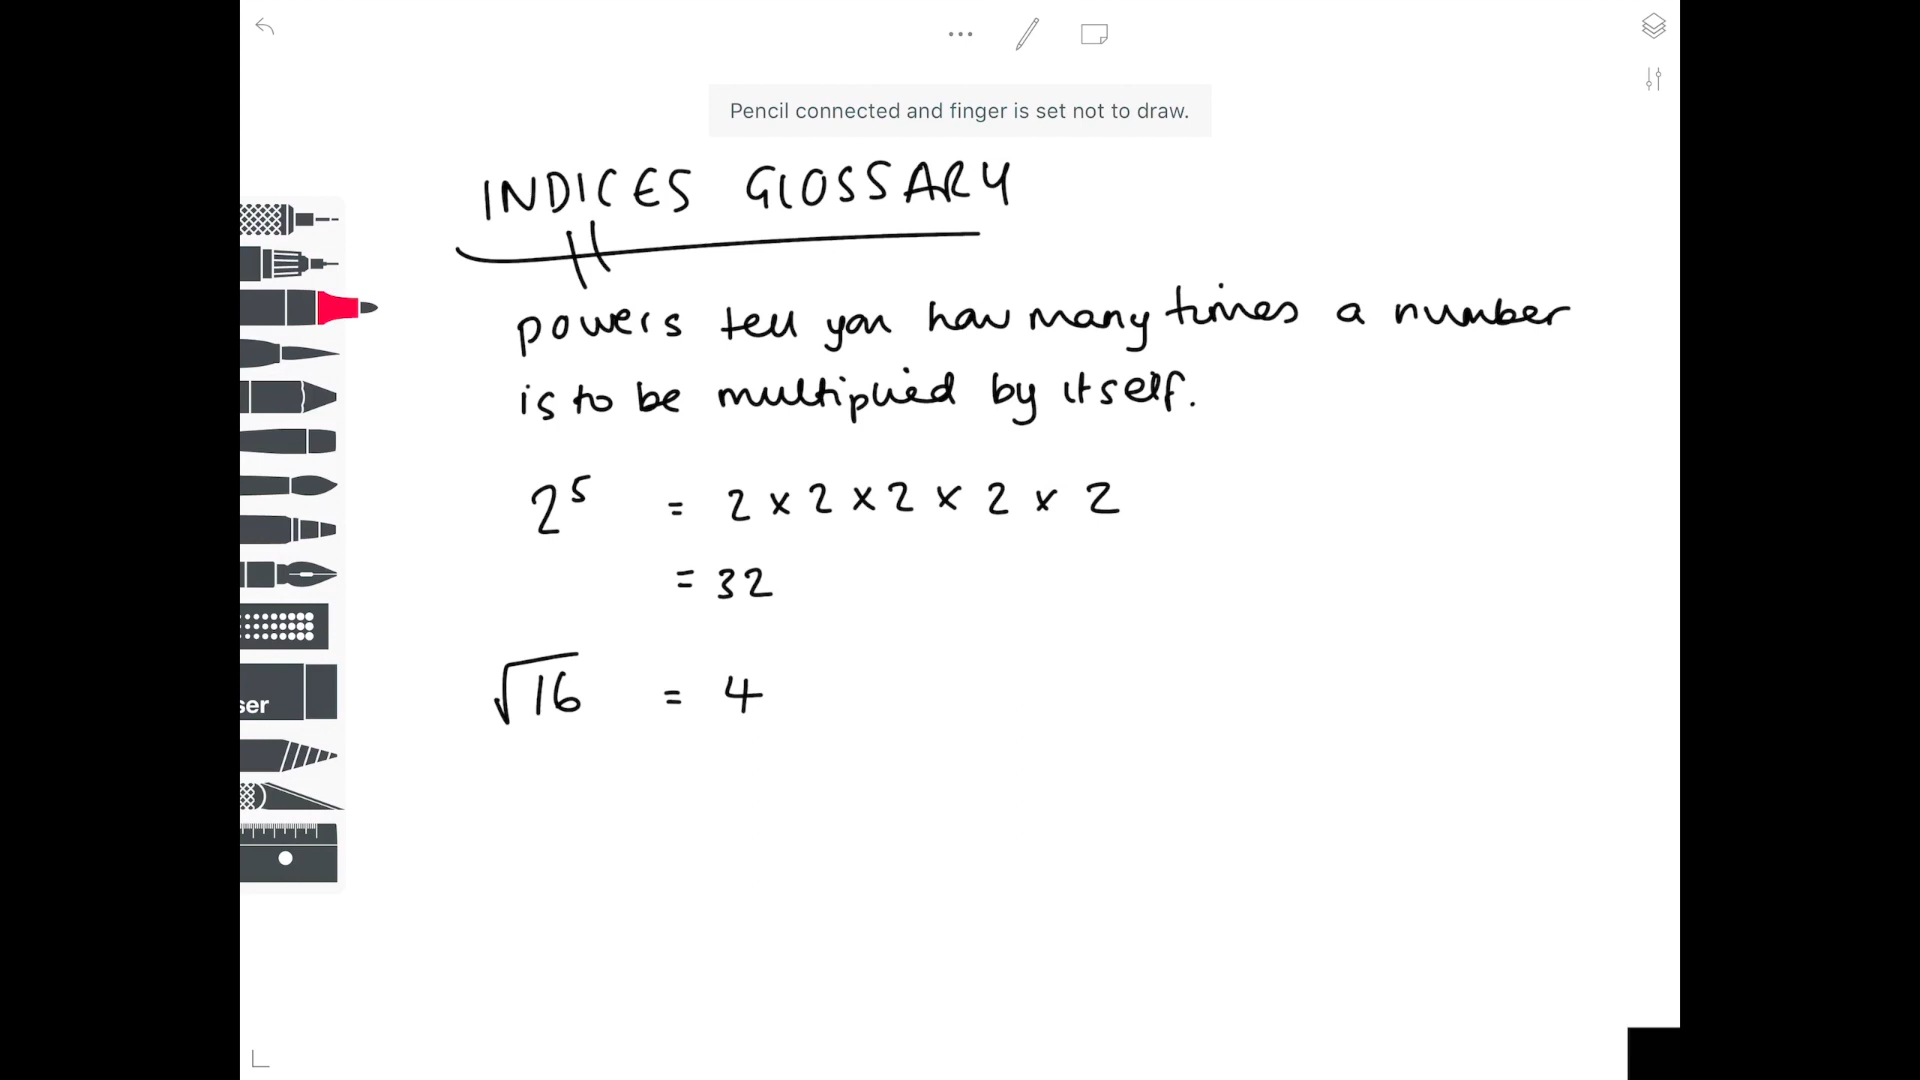 Pencil connected and finger is set not to draw.
INDICES GLOSSARY
powers tell you how many times a number
is to be multiplied by itself.
2⁵ = 2 × 2 × 2 × 2 × 2
= 32
ser
√16 = 4